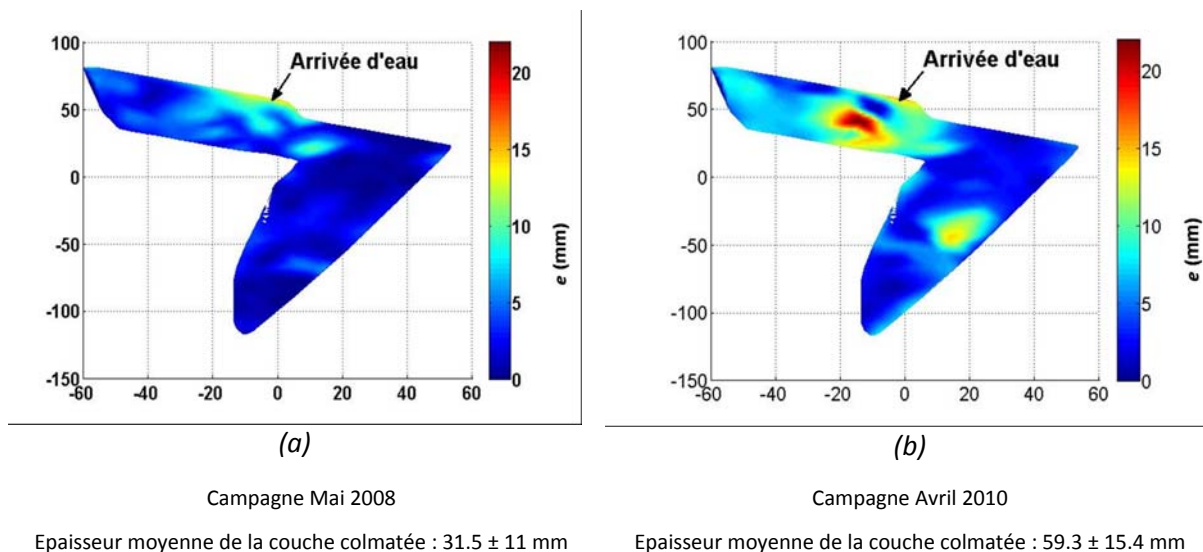 100
50
0
-50
-100
-150
-60 -40 -20 0 20 40 60
Arrivée d'eau
20
15
10
5
0
e (mm)
100
50
0
-50
-100
-150
-60 -40 -20 0 20 40 60
Arrivée d'eau
20
15
10
5
0
e (mm)
(a)
(b)
Campagne Mai 2008
Campagne Avril 2010
Epaisseur moyenne de la couche colmatée : 31.5 ± 11 mm
Epaisseur moyenne de la couche colmatée : 59.3 ± 15.4 mm